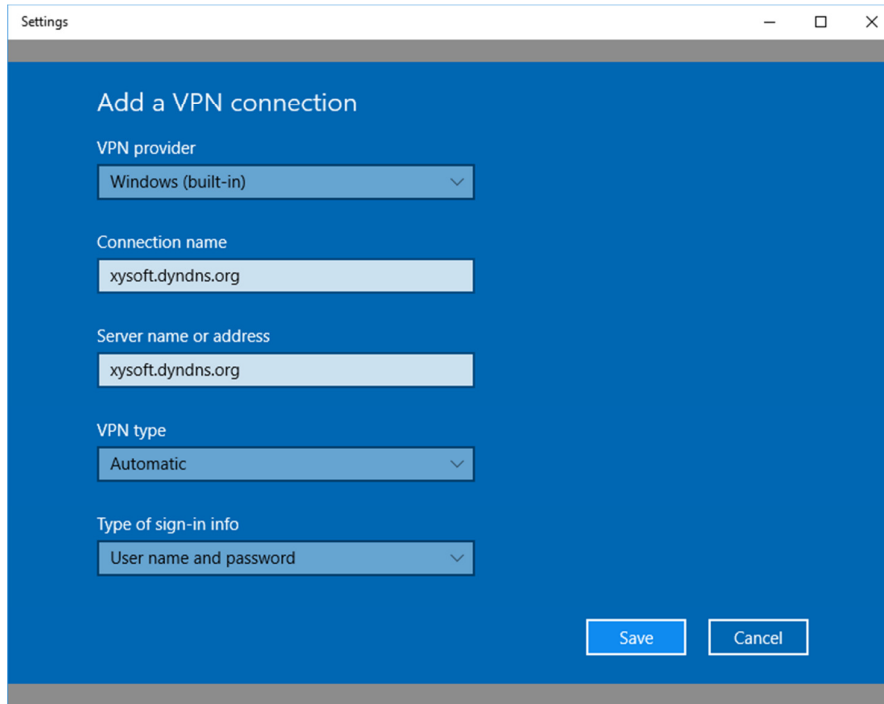 Settings
Add a VPN connection
VPN provider
Windows (built-in)
Connection name
xysoft.dyndns.org
Server name or address
xysoft.dyndns.org
VPN type
Automatic
Type of sign-in info
User name and password
Save Cancel